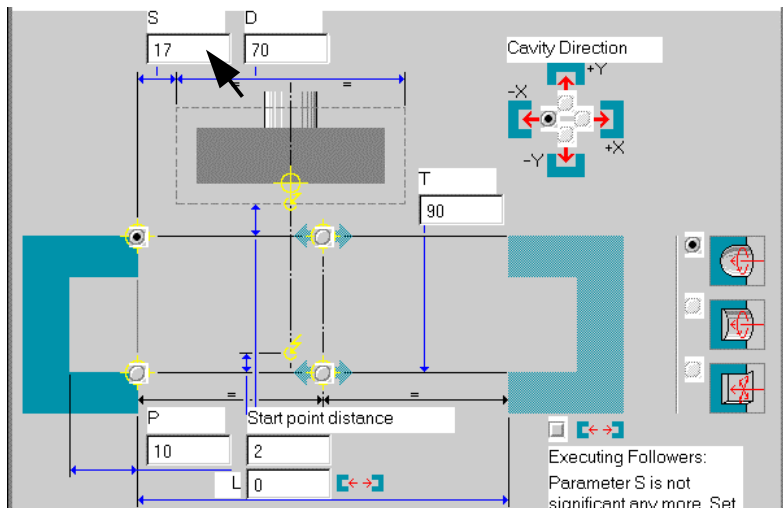 S D
17 70
Cavity Direction
+Y
-X
+X
-Y
=
=
T
90
=
=
P Start point distance
10 2
L 0
Executing Followers:
Parameter S is not
significant any more. Set